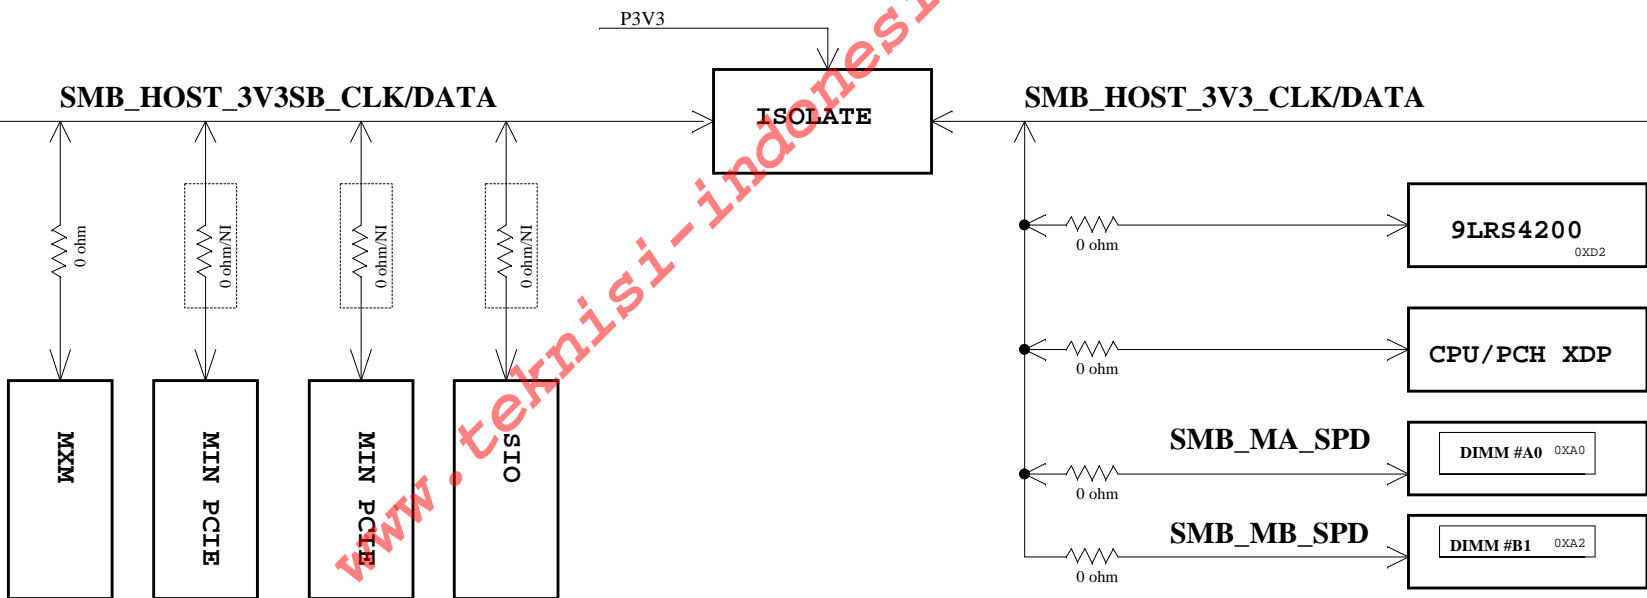 P3V3
SMB_HOST_3V3SB_CLK/DATA
ISOLATE
SMB_HOST_3V3_CLK/DATA
0 ohm
0 ohm/NI
0 ohm/NI
0 ohm/NI
0 ohm
9LRS4200
0XD2
0 ohm
CPU/PCH XDP
MXM
MIN PCIE
MIN PCIE
SIO
SMB_MA_SPD
0 ohm
DIMM #A0 0XA0
SMB_MB_SPD
0 ohm
DIMM #B1 0XA2
www.teknisi-indonesi